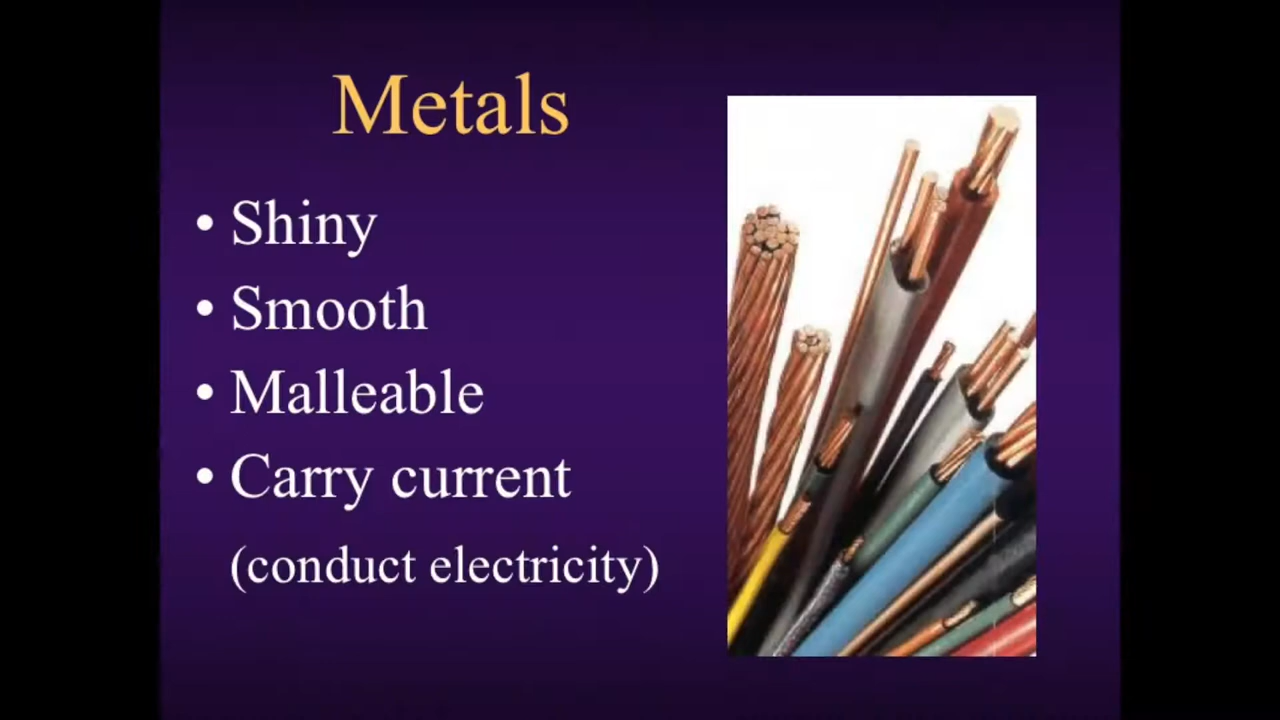 Metals
• Shiny
• Smooth
• Malleable
• Carry current
(conduct electricity)